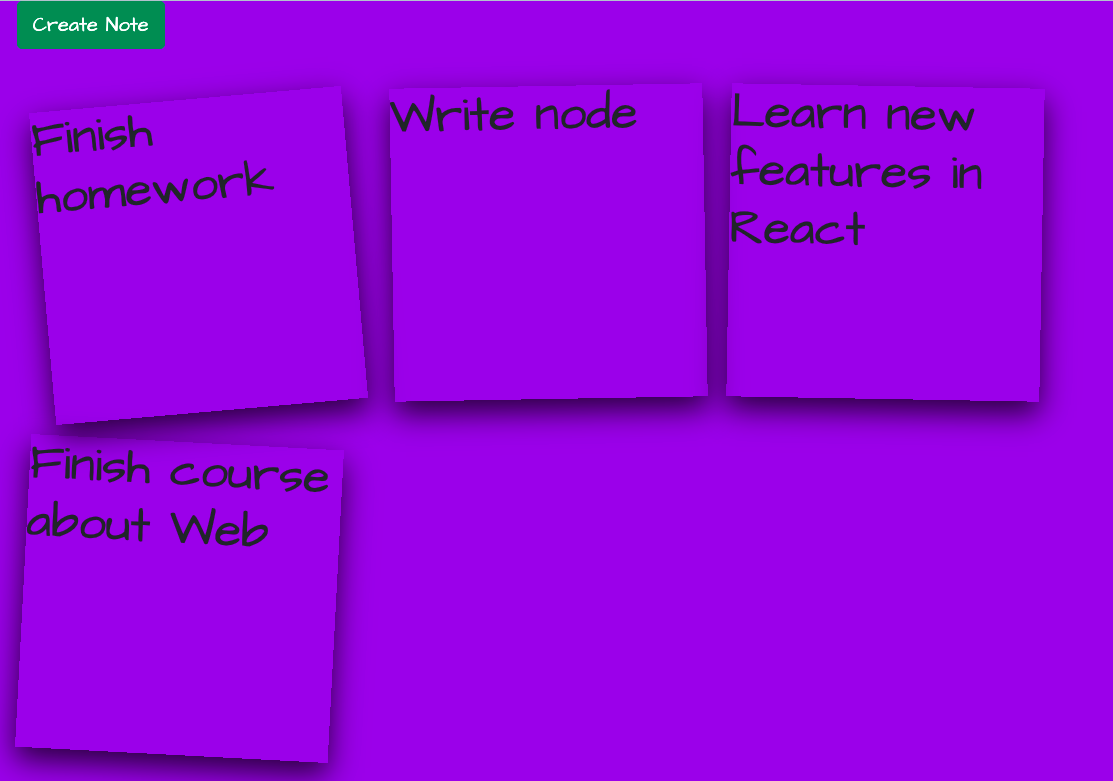 Create Note
Finish
homework
Write node
Learn new
features in
React
Finish course
about Web